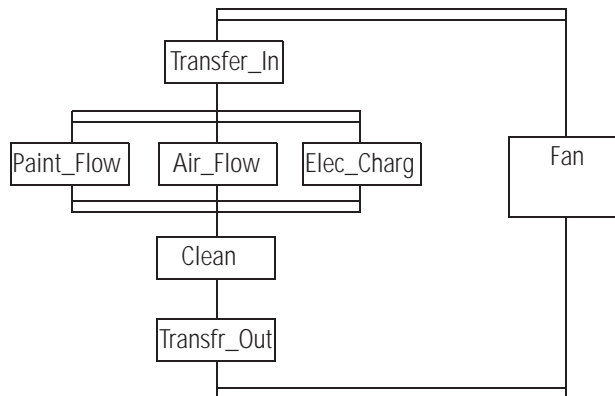 Transfer_In
Paint_Flow
Air_Flow
Elec_Charg
Fan
Clean
Transfr_Out